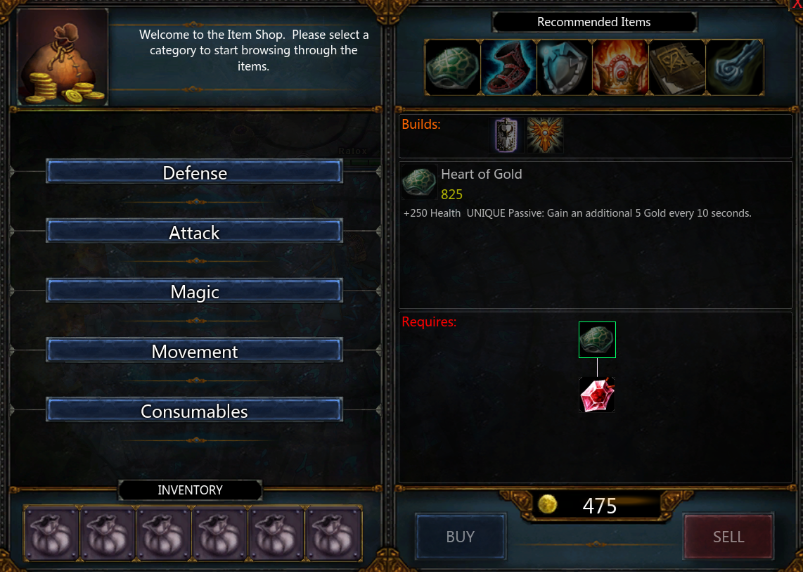 Welcome to the Item Shop.  Please select a
category to start browsing through the
items.
Defense
Attack
Magic
Movement
Consumables
INVENTORY
Recommended Items
Builds:
Heart of Gold
825
+250 Health  UNIQUE Passive: Gain an additional 5 Gold every 10 seconds.
Requires:
475
BUY
SELL